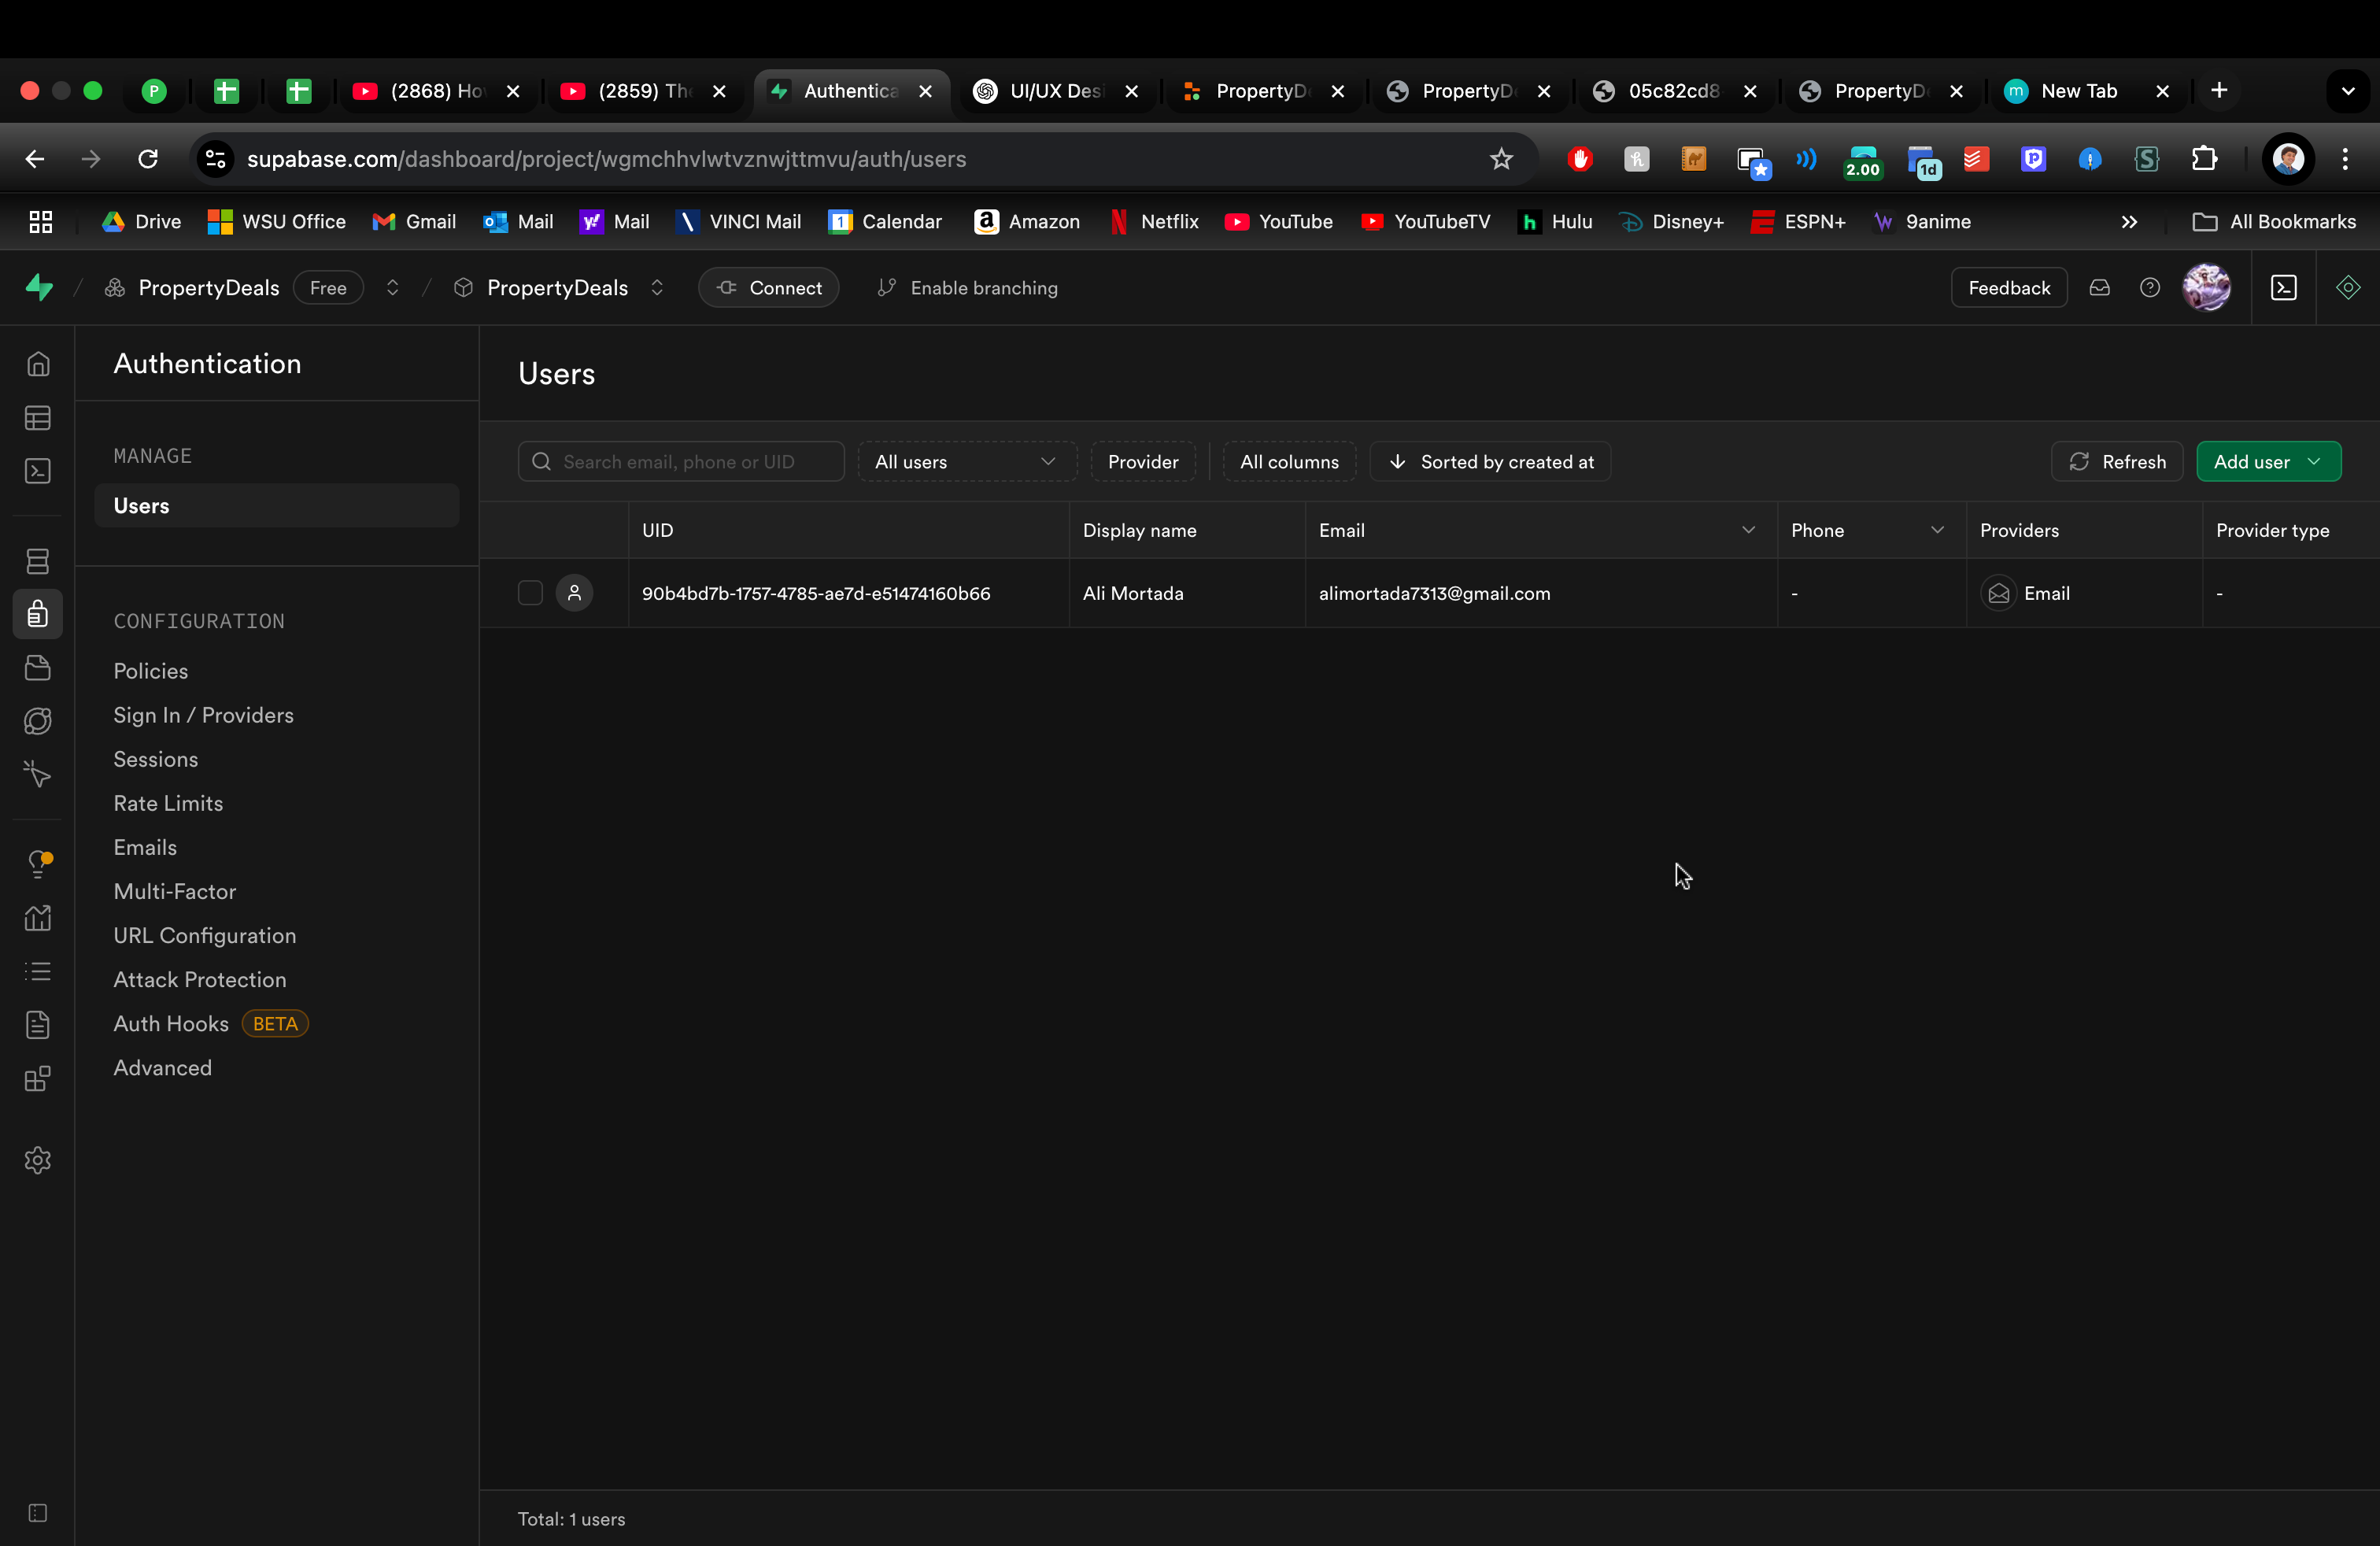 P (2868) Ho (2859) Th Authentica UI/UX Des PropertyD PropertyD 05c82cd8 PropertyD m New Tab
supabase.com/dashboard/project/wgmchhvlwtvznwjttmvu/auth/users 2.00 1d
Drive WSU Office Gmail Mail Mail VINCI Mail Calendar Amazon Netflix YouTube YouTubeTV Hulu Disney+ ESPN+ 9anime All Bookmarks
/ PropertyDeals Free / PropertyDeals Connect Enable branching Feedback
Authentication
MANAGE
Users
CONFIGURATION
Policies
Sign In / Providers
Sessions
Rate Limits
Emails
Multi-Factor
URL Configuration
Attack Protection
Auth Hooks BETA
Advanced
Users
Search email, phone or UID All users Provider All columns Sorted by created at Refresh Add user
UID Display name Email Phone Providers Provider type
90b4bd7b-1757-4785-ae7d-e51474160b66 Ali Mortada alimortada7313@gmail.com - Email -
Total: 1 users